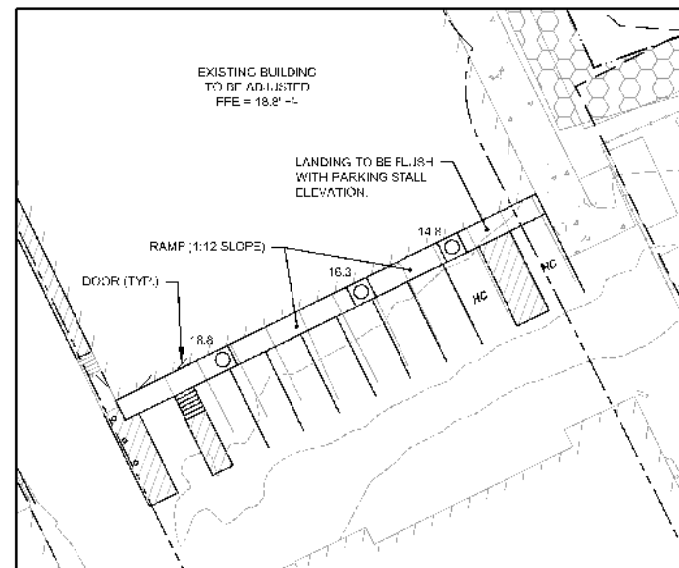 EXISTING BUILDING
TO BE ADJUSTED
FFE = 18.8' +/-
LANDING TO BE FLUSH
WITH PARKING STALL
ELEVATION.
14.8
RAMP (1:12 SLOPE)
16.3
DOOR (TYP.)
18.8
HC
HC